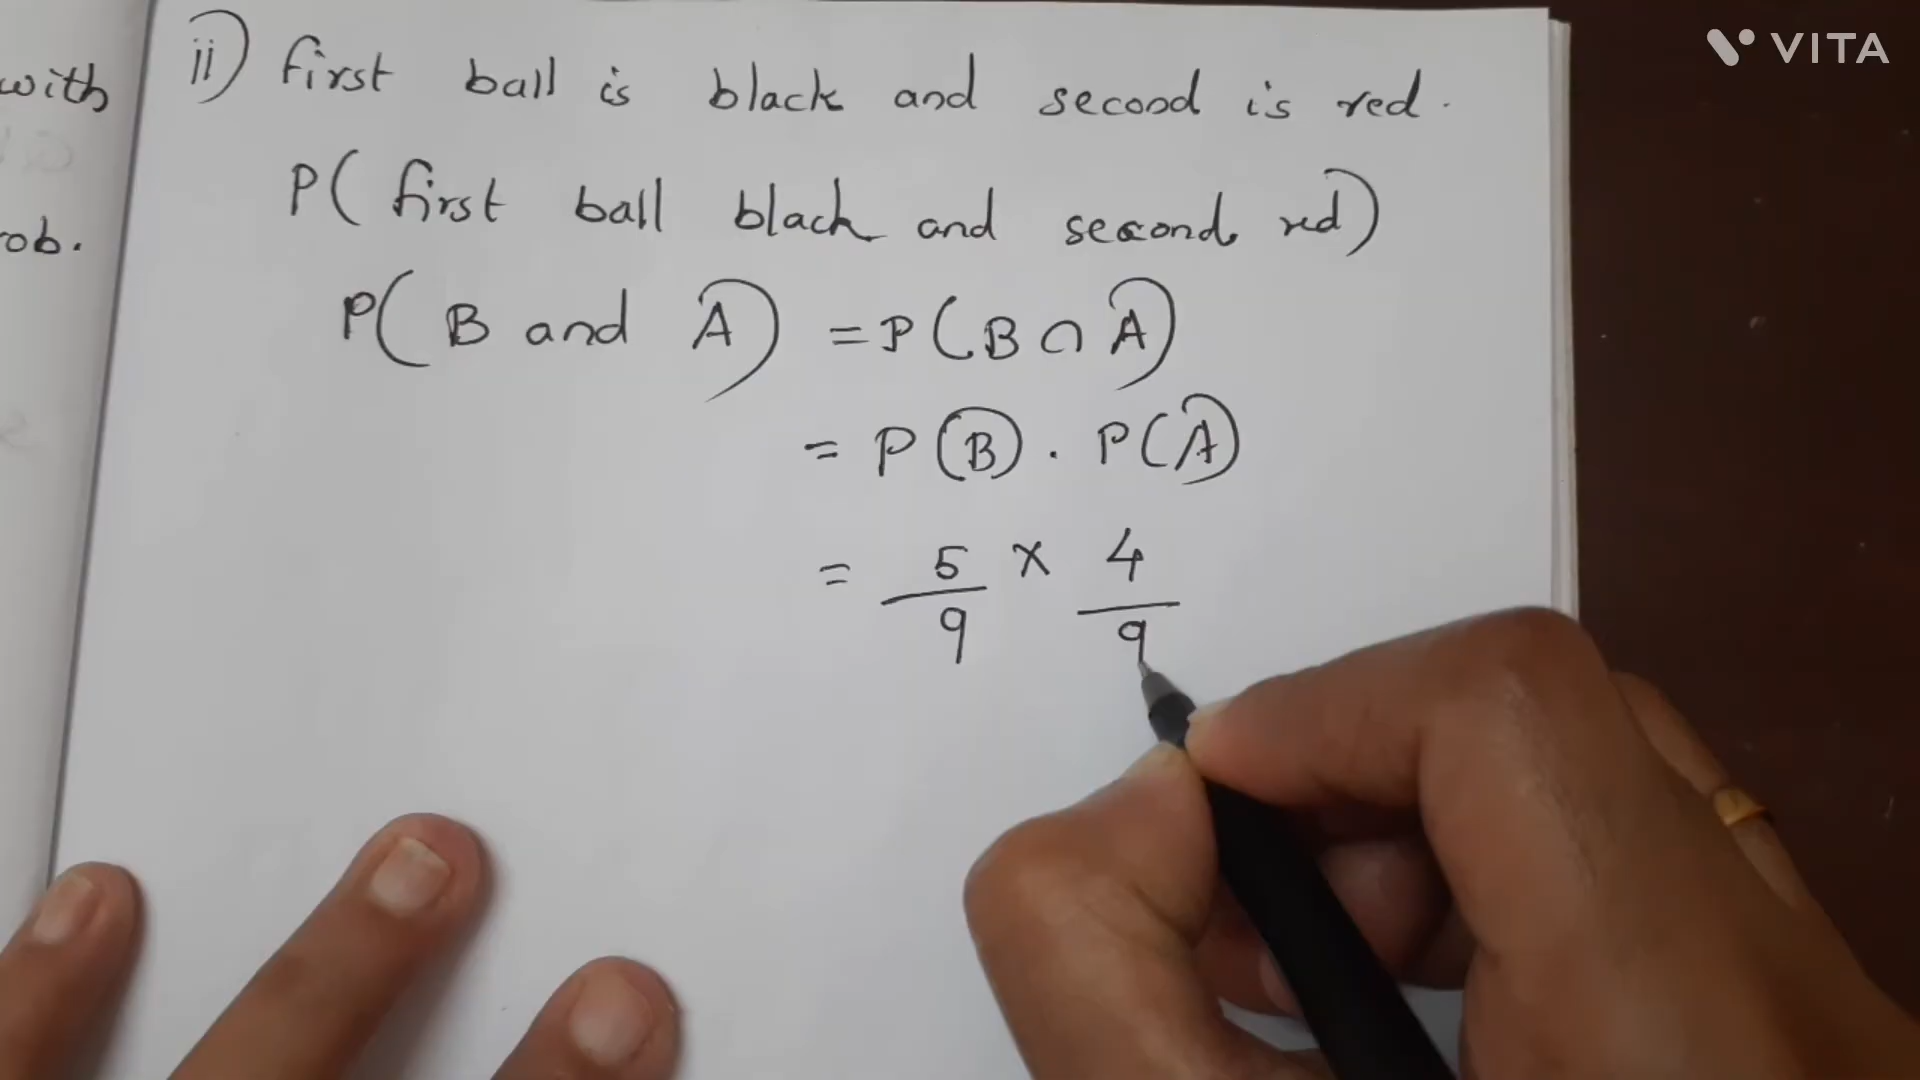 with
ob.
ii) first ball is black and second is red.
P( first ball black and second red)
P( B and A) = P(B ∩ A)
= P(B) . P(A)
= 5/9 × 4/9
VITA